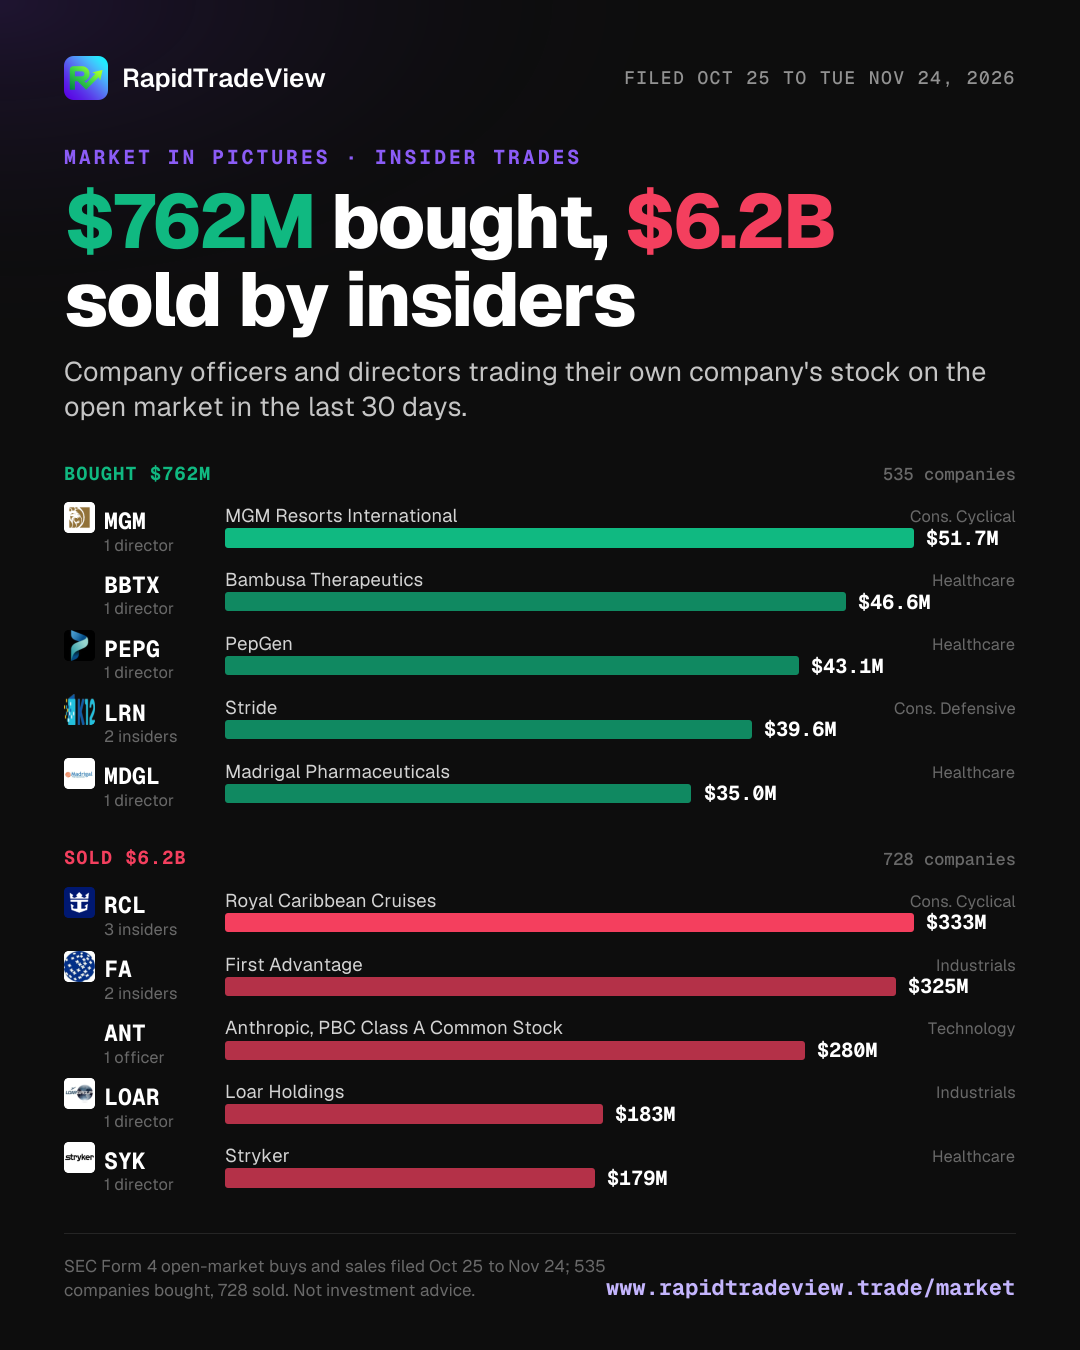 RapidTradeView
FILED OCT 25 TO TUE NOV 24, 2026
MARKET IN PICTURES · INSIDER TRADES
$762M bought, $6.2B
sold by insiders
Company officers and directors trading their own company's stock on the
open market in the last 30 days.
BOUGHT $762M
535 companies
MGM
1 director
MGM Resorts International
Cons. Cyclical
$51.7M
BBTX
1 director
Bambusa Therapeutics
Healthcare
$46.6M
PEPG
1 director
PepGen
Healthcare
$43.1M
K12
LRN
2 insiders
Stride
Cons. Defensive
$39.6M
Madrigal
MDGL
1 director
Madrigal Pharmaceuticals
Healthcare
$35.0M
SOLD $6.2B
728 companies
RCL
3 insiders
Royal Caribbean Cruises
Cons. Cyclical
$333M
FA
2 insiders
First Advantage
Industrials
$325M
ANT
1 officer
Anthropic, PBC Class A Common Stock
Technology
$280M
LOAR
1 director
Loar Holdings
Industrials
$183M
stryker
SYK
1 director
Stryker
Healthcare
$179M
SEC Form 4 open-market buys and sales filed Oct 25 to Nov 24; 535
companies bought, 728 sold. Not investment advice.
www.rapidtradeview.trade/market